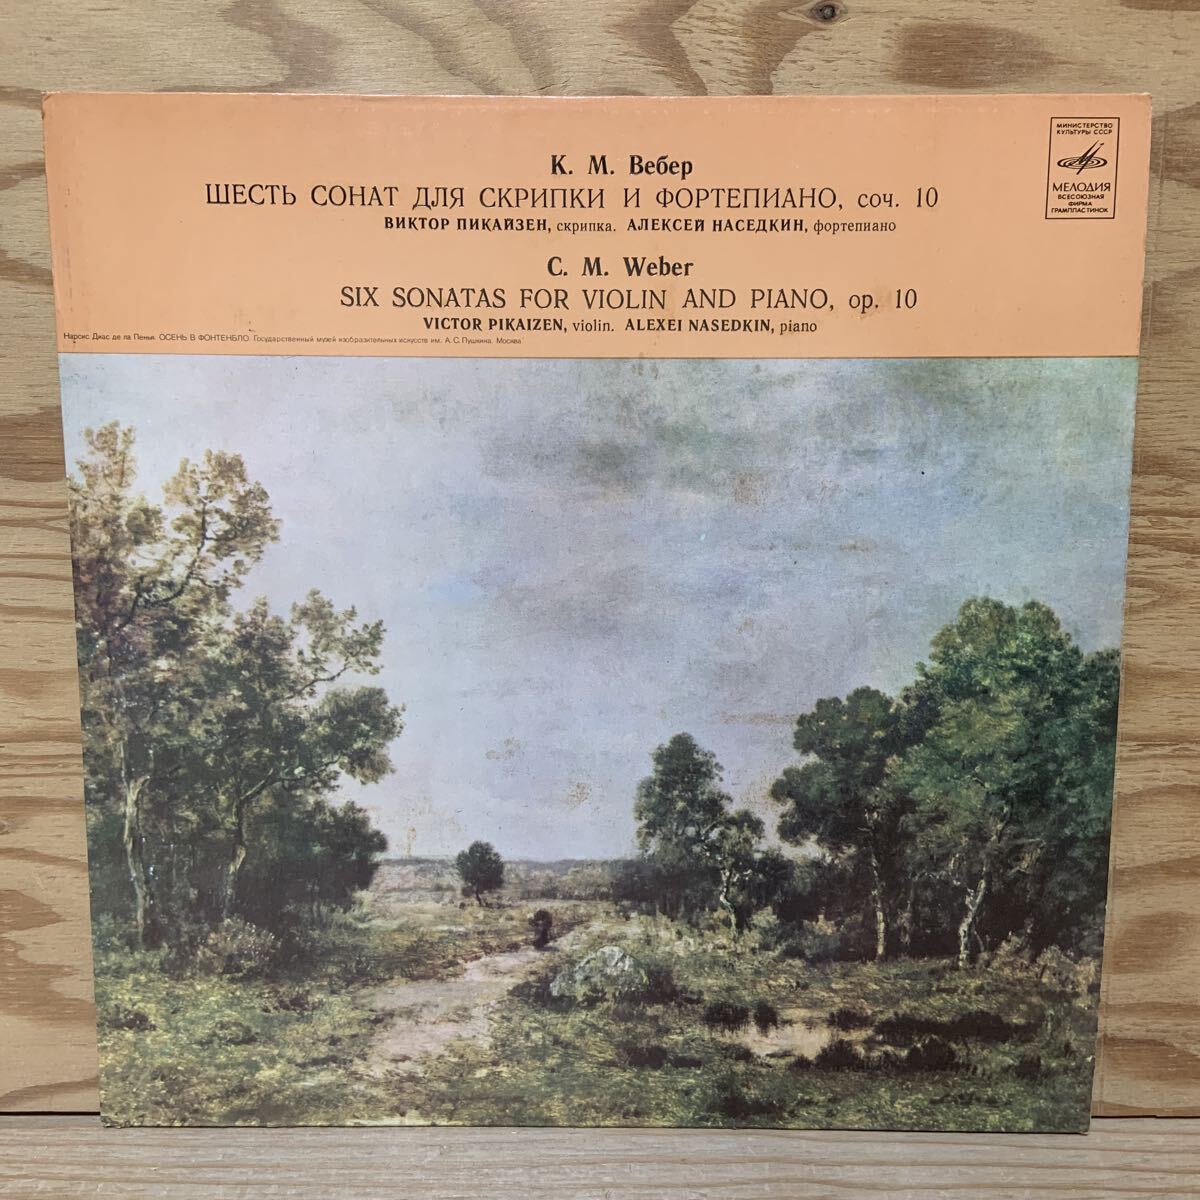 К. М. Вебер
ШЕСТЬ СОНАТ ДЛЯ СКРИПКИ И ФОРТЕПИАНО, соч. 10
ВИКТОР ПИКАЙЗЕН, скрипка. АЛЕКСЕЙ НАСЕДКИН, фортепиано
C. M. Weber
SIX SONATAS FOR VIOLIN AND PIANO, op. 10
VICTOR PIKAIZEN, violin. ALEXEI NASEDKIN, piano
Нарсис Диас де ла Пенья. ОСЕНЬ В ФОНТЕНБЛО. Государственный музей изобразительных искусств им. А. С. Пушкина. Москва
МИНИСТЕРСТВО
КУЛЬТУРЫ СССР
МЕЛОДИЯ
ВСЕСОЮЗНАЯ
ФИРМА
ГРАМПЛАСТИНОК